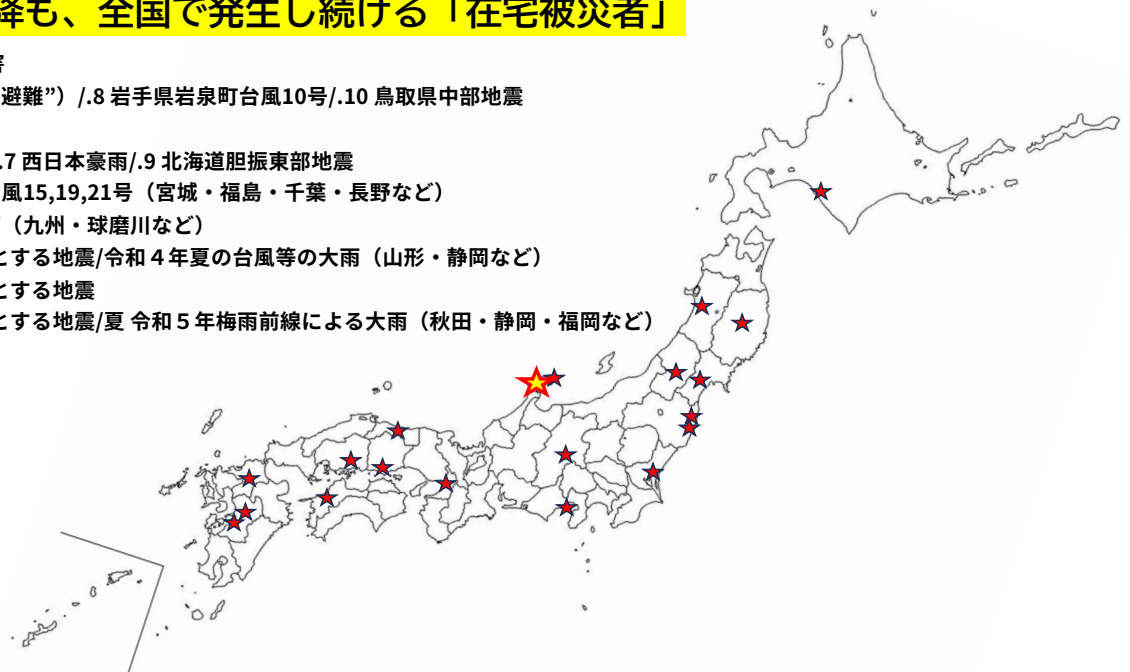 降も、全国で発生し続ける「在宅被災者」
害
避難”）/.8 岩手県岩泉町台風10号/.10 鳥取県中部地震
.7 西日本豪雨/.9 北海道胆振東部地震
風15,19,21号（宮城・福島・千葉・長野など）
（九州・球磨川など）
とする地震/令和４年夏の台風等の大雨（山形・静岡など）
とする地震
とする地震/夏 令和５年梅雨前線による大雨（秋田・静岡・福岡など）